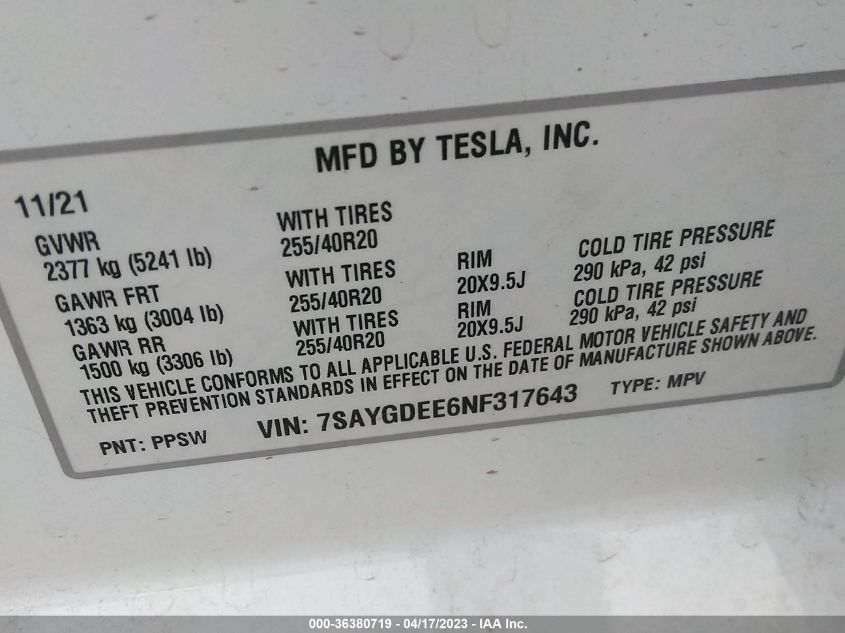 MFD BY TESLA, INC.
11/21
GVWR
2377 kg (5241 lb)
WITH TIRES
255/40R20
GAWR FRT
1363 kg (3004 lb)
WITH TIRES
255/40R20
RIM
20X9.5J
COLD TIRE PRESSURE
290 kPa, 42 psi
GAWR RR
1500 kg (3306 lb)
WITH TIRES
255/40R20
RIM
20X9.5J
COLD TIRE PRESSURE
290 kPa, 42 psi
THIS VEHICLE CONFORMS TO ALL APPLICABLE U.S. FEDERAL MOTOR VEHICLE SAFETY AND
THEFT PREVENTION STANDARDS IN EFFECT ON THE DATE OF MANUFACTURE SHOWN ABOVE.
PNT: PPSW VIN: 7SAYGDEE6NF317643 TYPE: MPV
000-36380719 - 04/17/2023 - IAA Inc.